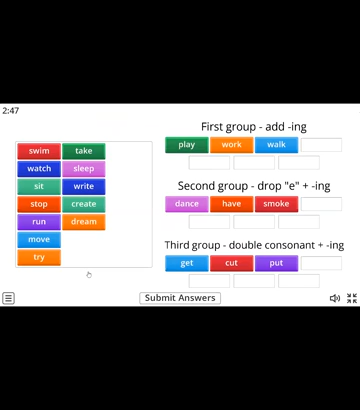 2:47
First group - add -ing
swim take
play work walk
watch sleep
sit write
Second group - drop "e" + -ing
stop create
dance have smoke
run dream
move
Third group - double consonant + -ing
try
get cut put
Submit Answers